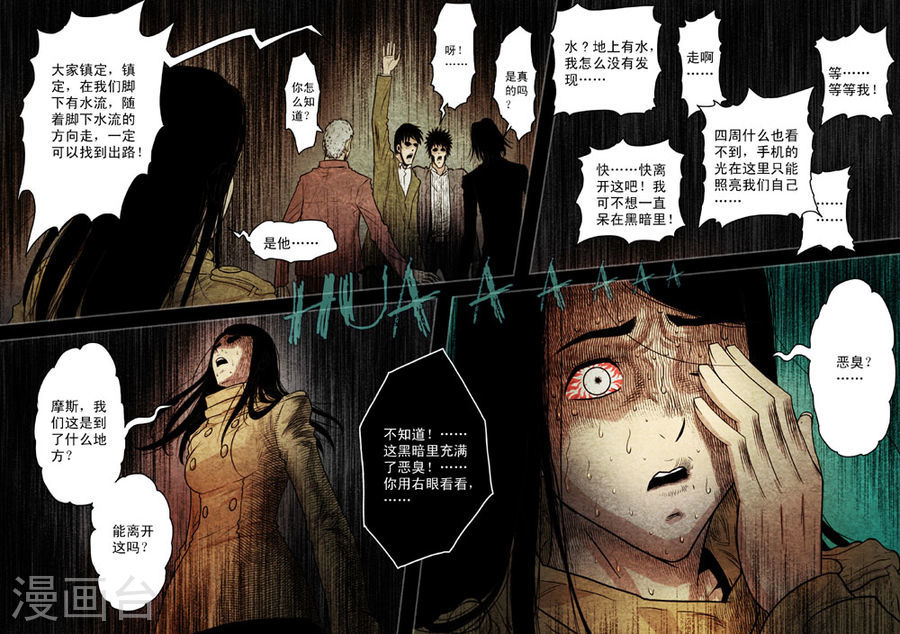 大家镇定，镇
定，在我们脚
下有水流，随
着脚下水流的
方向走，一定
可以找到出路！
是他……
你怎么
知道？
呀！
是真
的吗？
水？地上有水，
我怎么没有发
现……
走啊
……
等……
等等我！
快……快离
开这吧！我
可不想一直
呆在黑暗里！
四周什么也看
不到，手机的
光在这里只能
照亮我们自己
……
……
……
HUA A A A A A
摩斯，我
们这是到
了什么地
方？
能离开
这吗？
不知道！……
这黑暗里充满
了恶臭！……
你用右眼看看，
……
恶臭？
……
漫画台